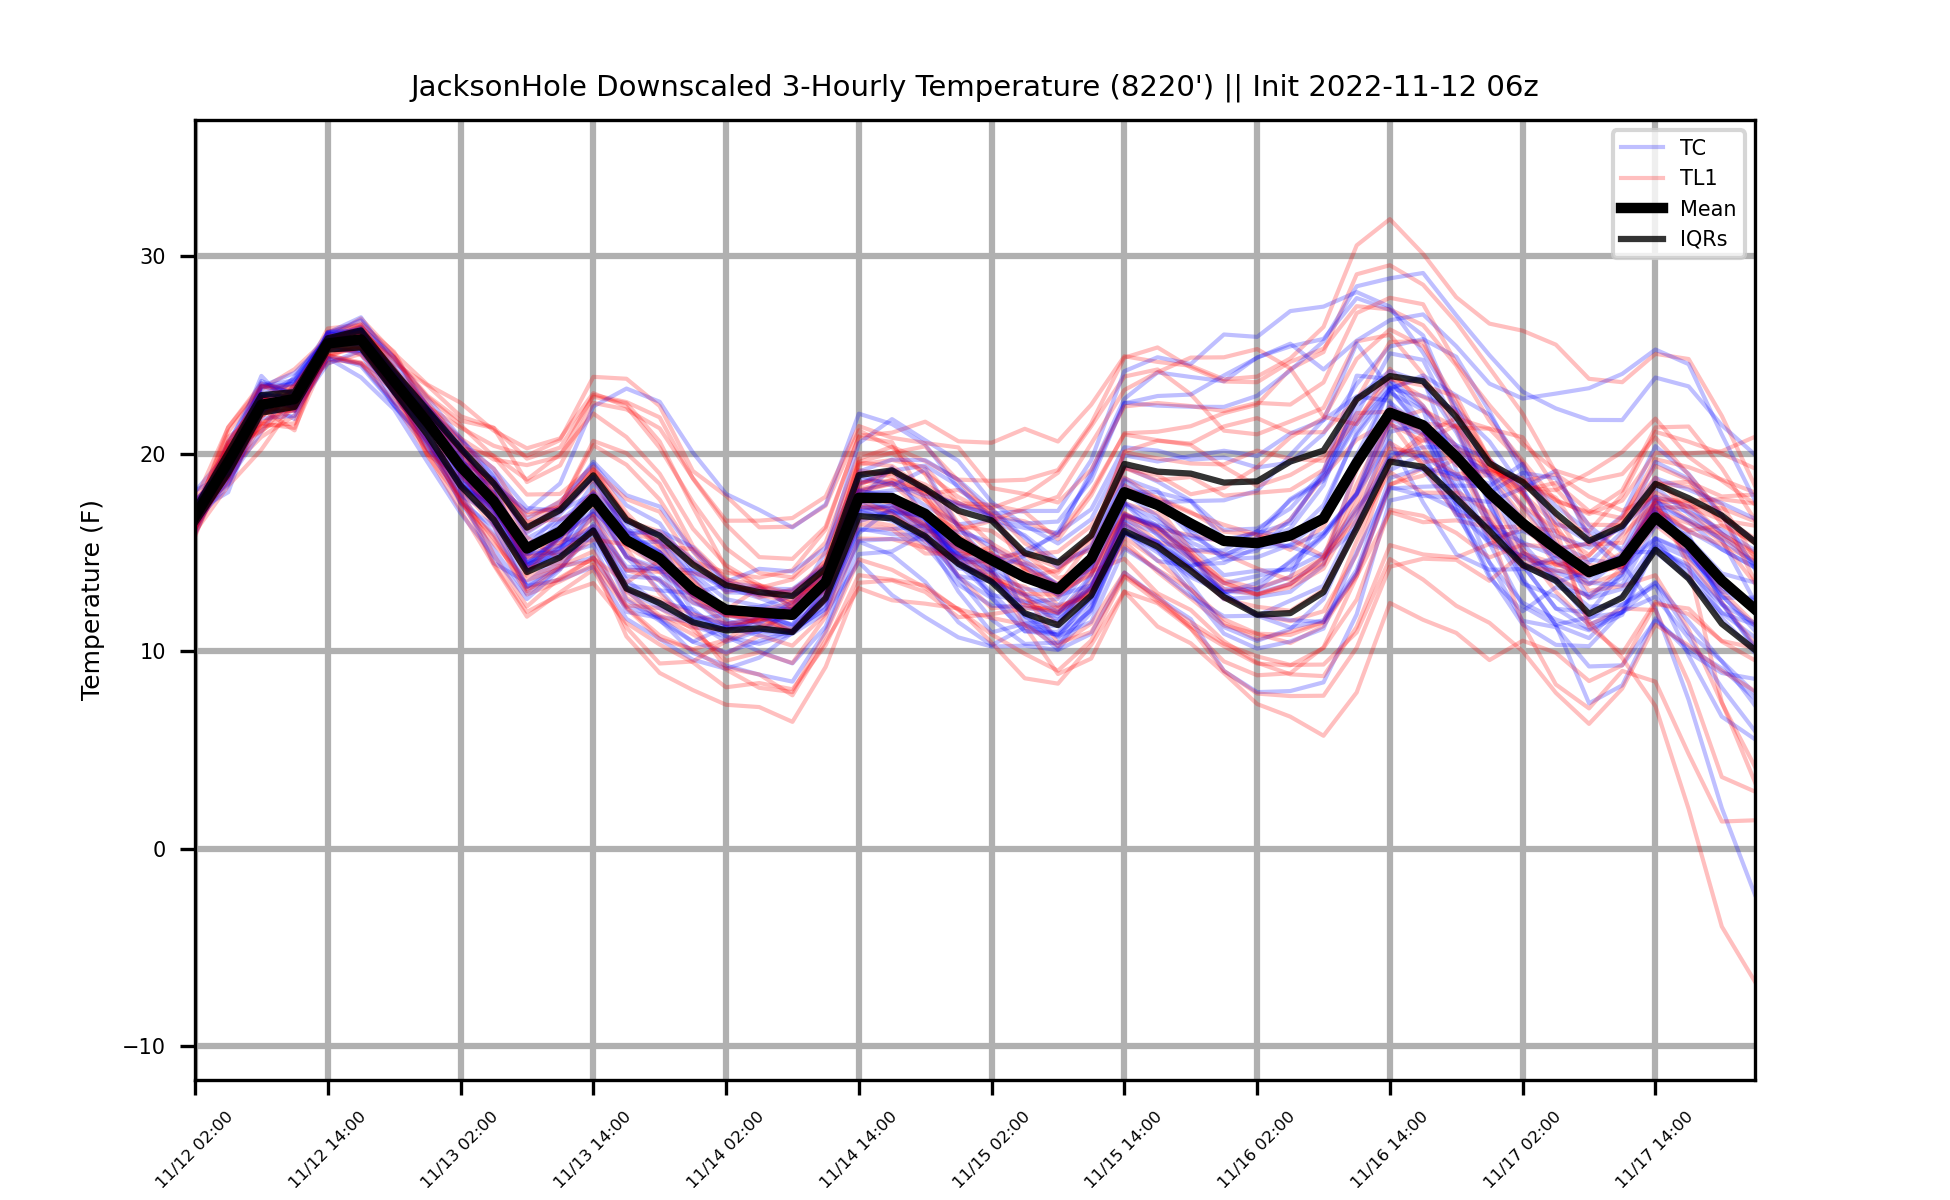 JacksonHole Downscaled 3-Hourly Temperature (8220') || Init 2022-11-12 06z
TC
TL1
Mean
IQRs
Temperature (F)
30
20
10
0
−10
11/12 02:00
11/12 14:00
11/13 02:00
11/13 14:00
11/14 02:00
11/14 14:00
11/15 02:00
11/15 14:00
11/16 02:00
11/16 14:00
11/17 02:00
11/17 14:00